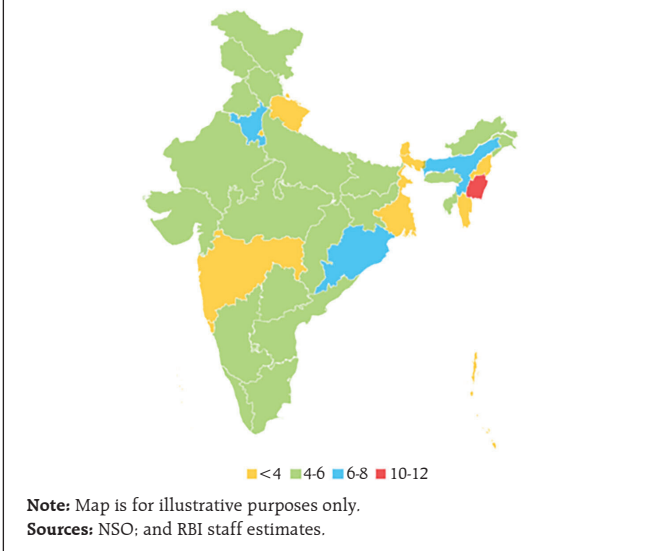 <4 4-6 6-8 10-12
Note: Map is for illustrative purposes only.
Sources: NSO; and RBI staff estimates.